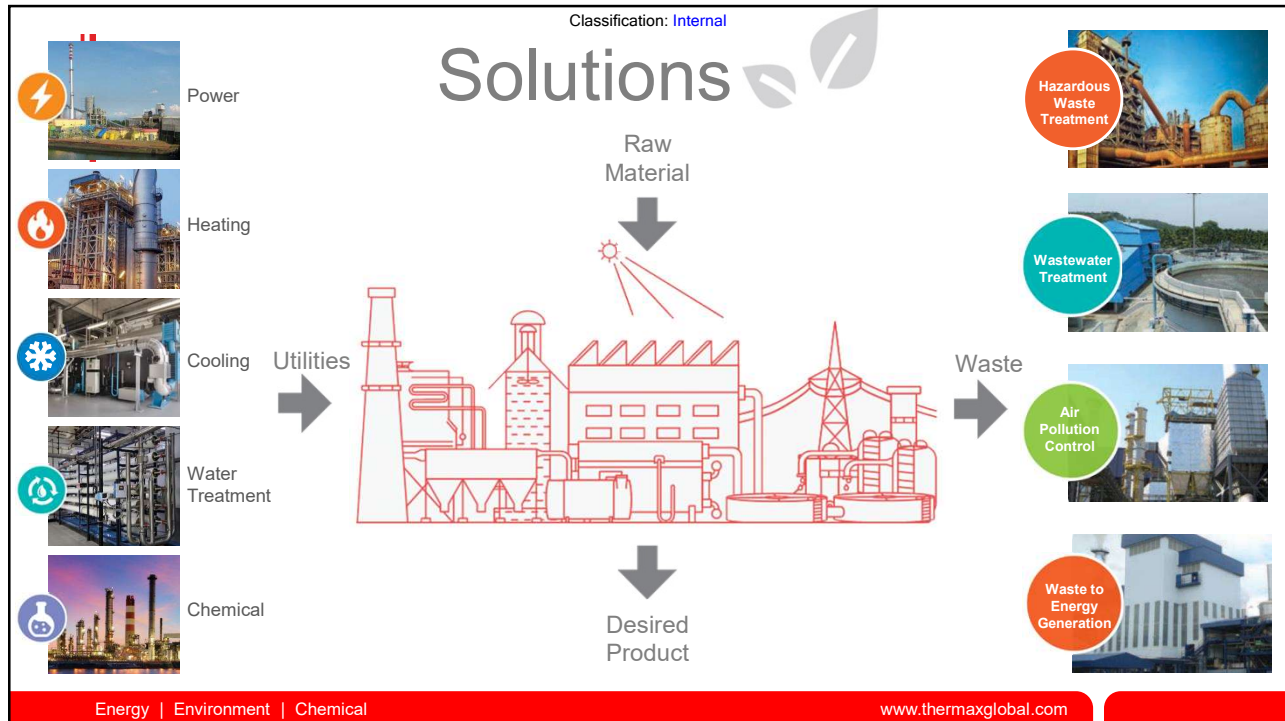 Classification: Internal
Solutions
Power
Heating
Cooling
Water
Treatment
Chemical
Utilities
Raw
Material
Desired
Product
Waste
Hazardous
Waste
Treatment
Wastewater
Treatment
Air
Pollution
Control
Waste to
Energy
Generation
Energy | Environment | Chemical
www.thermaxglobal.com